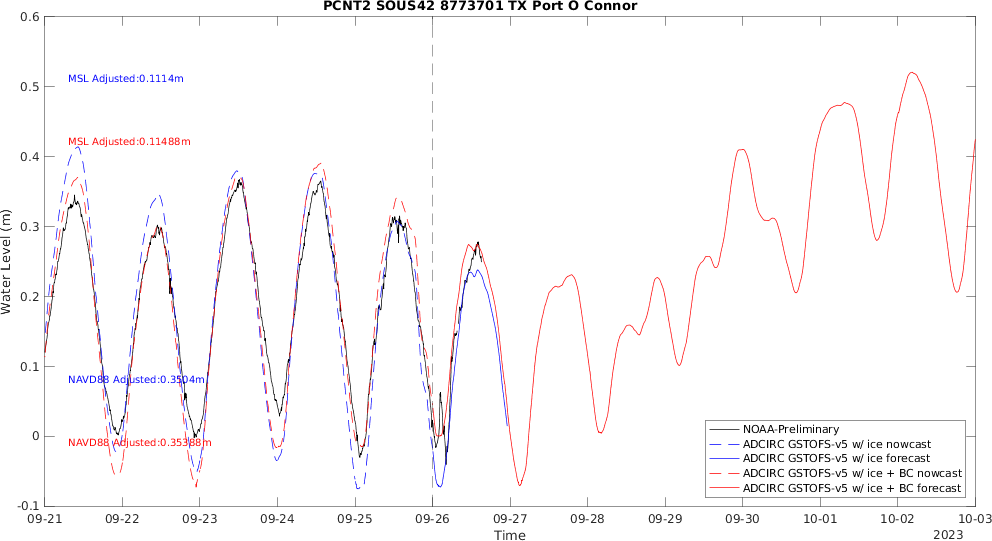 PCNT2 SOUS42 8773701 TX Port O Connor
0.6
0.5
0.4
0.3
0.2
0.1
0
-0.1
Water Level (m)
MSL Adjusted:0.1114m
MSL Adjusted:0.11488m
NAVD88 Adjusted:0.3504m
NAVD88 Adjusted:0.35388m
NOAA-Preliminary
ADCIRC GSTOFS-v5 w/ ice nowcast
ADCIRC GSTOFS-v5 w/ ice forecast
ADCIRC GSTOFS-v5 w/ ice + BC nowcast
ADCIRC GSTOFS-v5 w/ ice + BC forecast
09-21 09-22 09-23 09-24 09-25 09-26 09-27 09-28 09-29 09-30 10-01 10-02 10-03
Time
2023